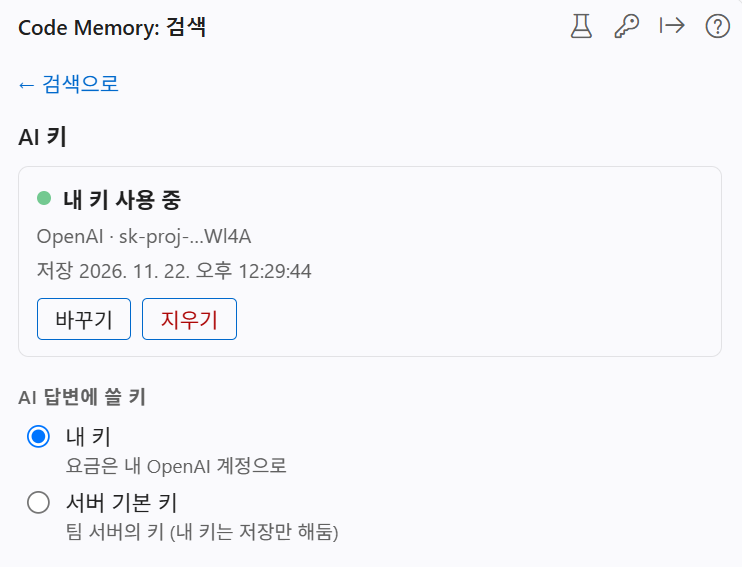 Code Memory: 검색
← 검색으로
AI 키
내 키 사용 중
OpenAI · sk-proj-...Wl4A
저장 2026. 11. 22. 오후 12:29:44
바꾸기 지우기
AI 답변에 쓸 키
내 키
요금은 내 OpenAI 계정으로
서버 기본 키
팀 서버의 키 (내 키는 저장만 해둠)